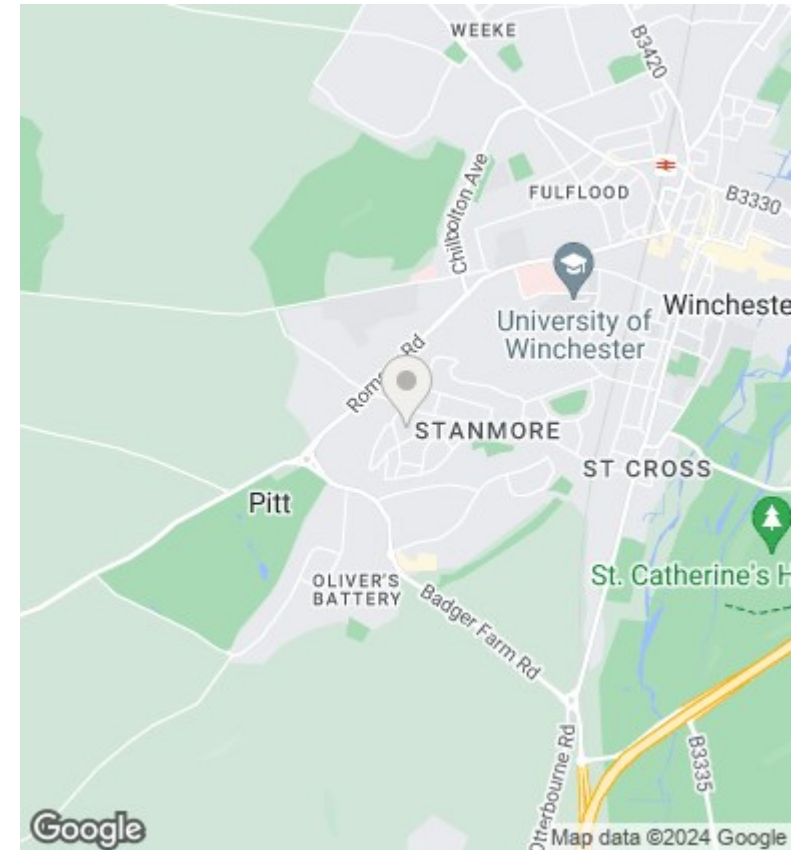 WEEKE
B3420
Chilbolton Ave
FULFLOOD
B3330
University of
Winchester
Wincheste
Rd
STANMORE
ST CROSS
Pitt
St. Catherine's H
OLIVER'S
BATTERY
Badger Farm Rd
Otterbourne Rd
B3335
Google
Map data ©2024 Google